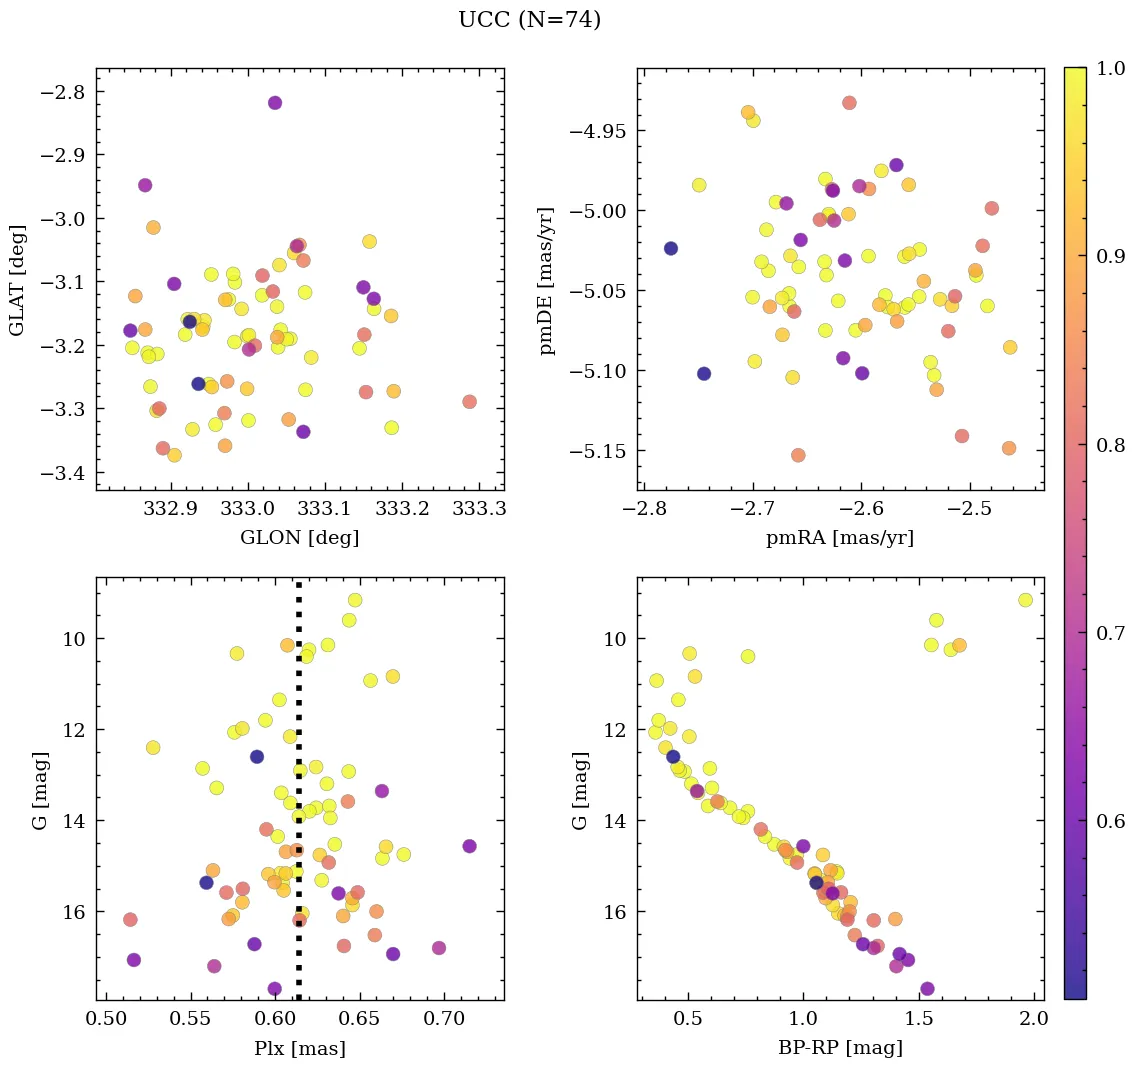 UCC (N=74)
−2.8
−2.9
−3.0
−3.1
−3.2
−3.3
−3.4
GLAT [deg]
332.9 333.0 333.1 333.2 333.3
GLON [deg]
−4.95
−5.00
−5.05
−5.10
−5.15
pmDE [mas/yr]
−2.8 −2.7 −2.6 −2.5
pmRA [mas/yr]
10
12
14
16
G [mag]
0.50 0.55 0.60 0.65 0.70
Plx [mas]
10
12
14
16
G [mag]
0.5 1.0 1.5 2.0
BP-RP [mag]
1.0
0.9
0.8
0.7
0.6